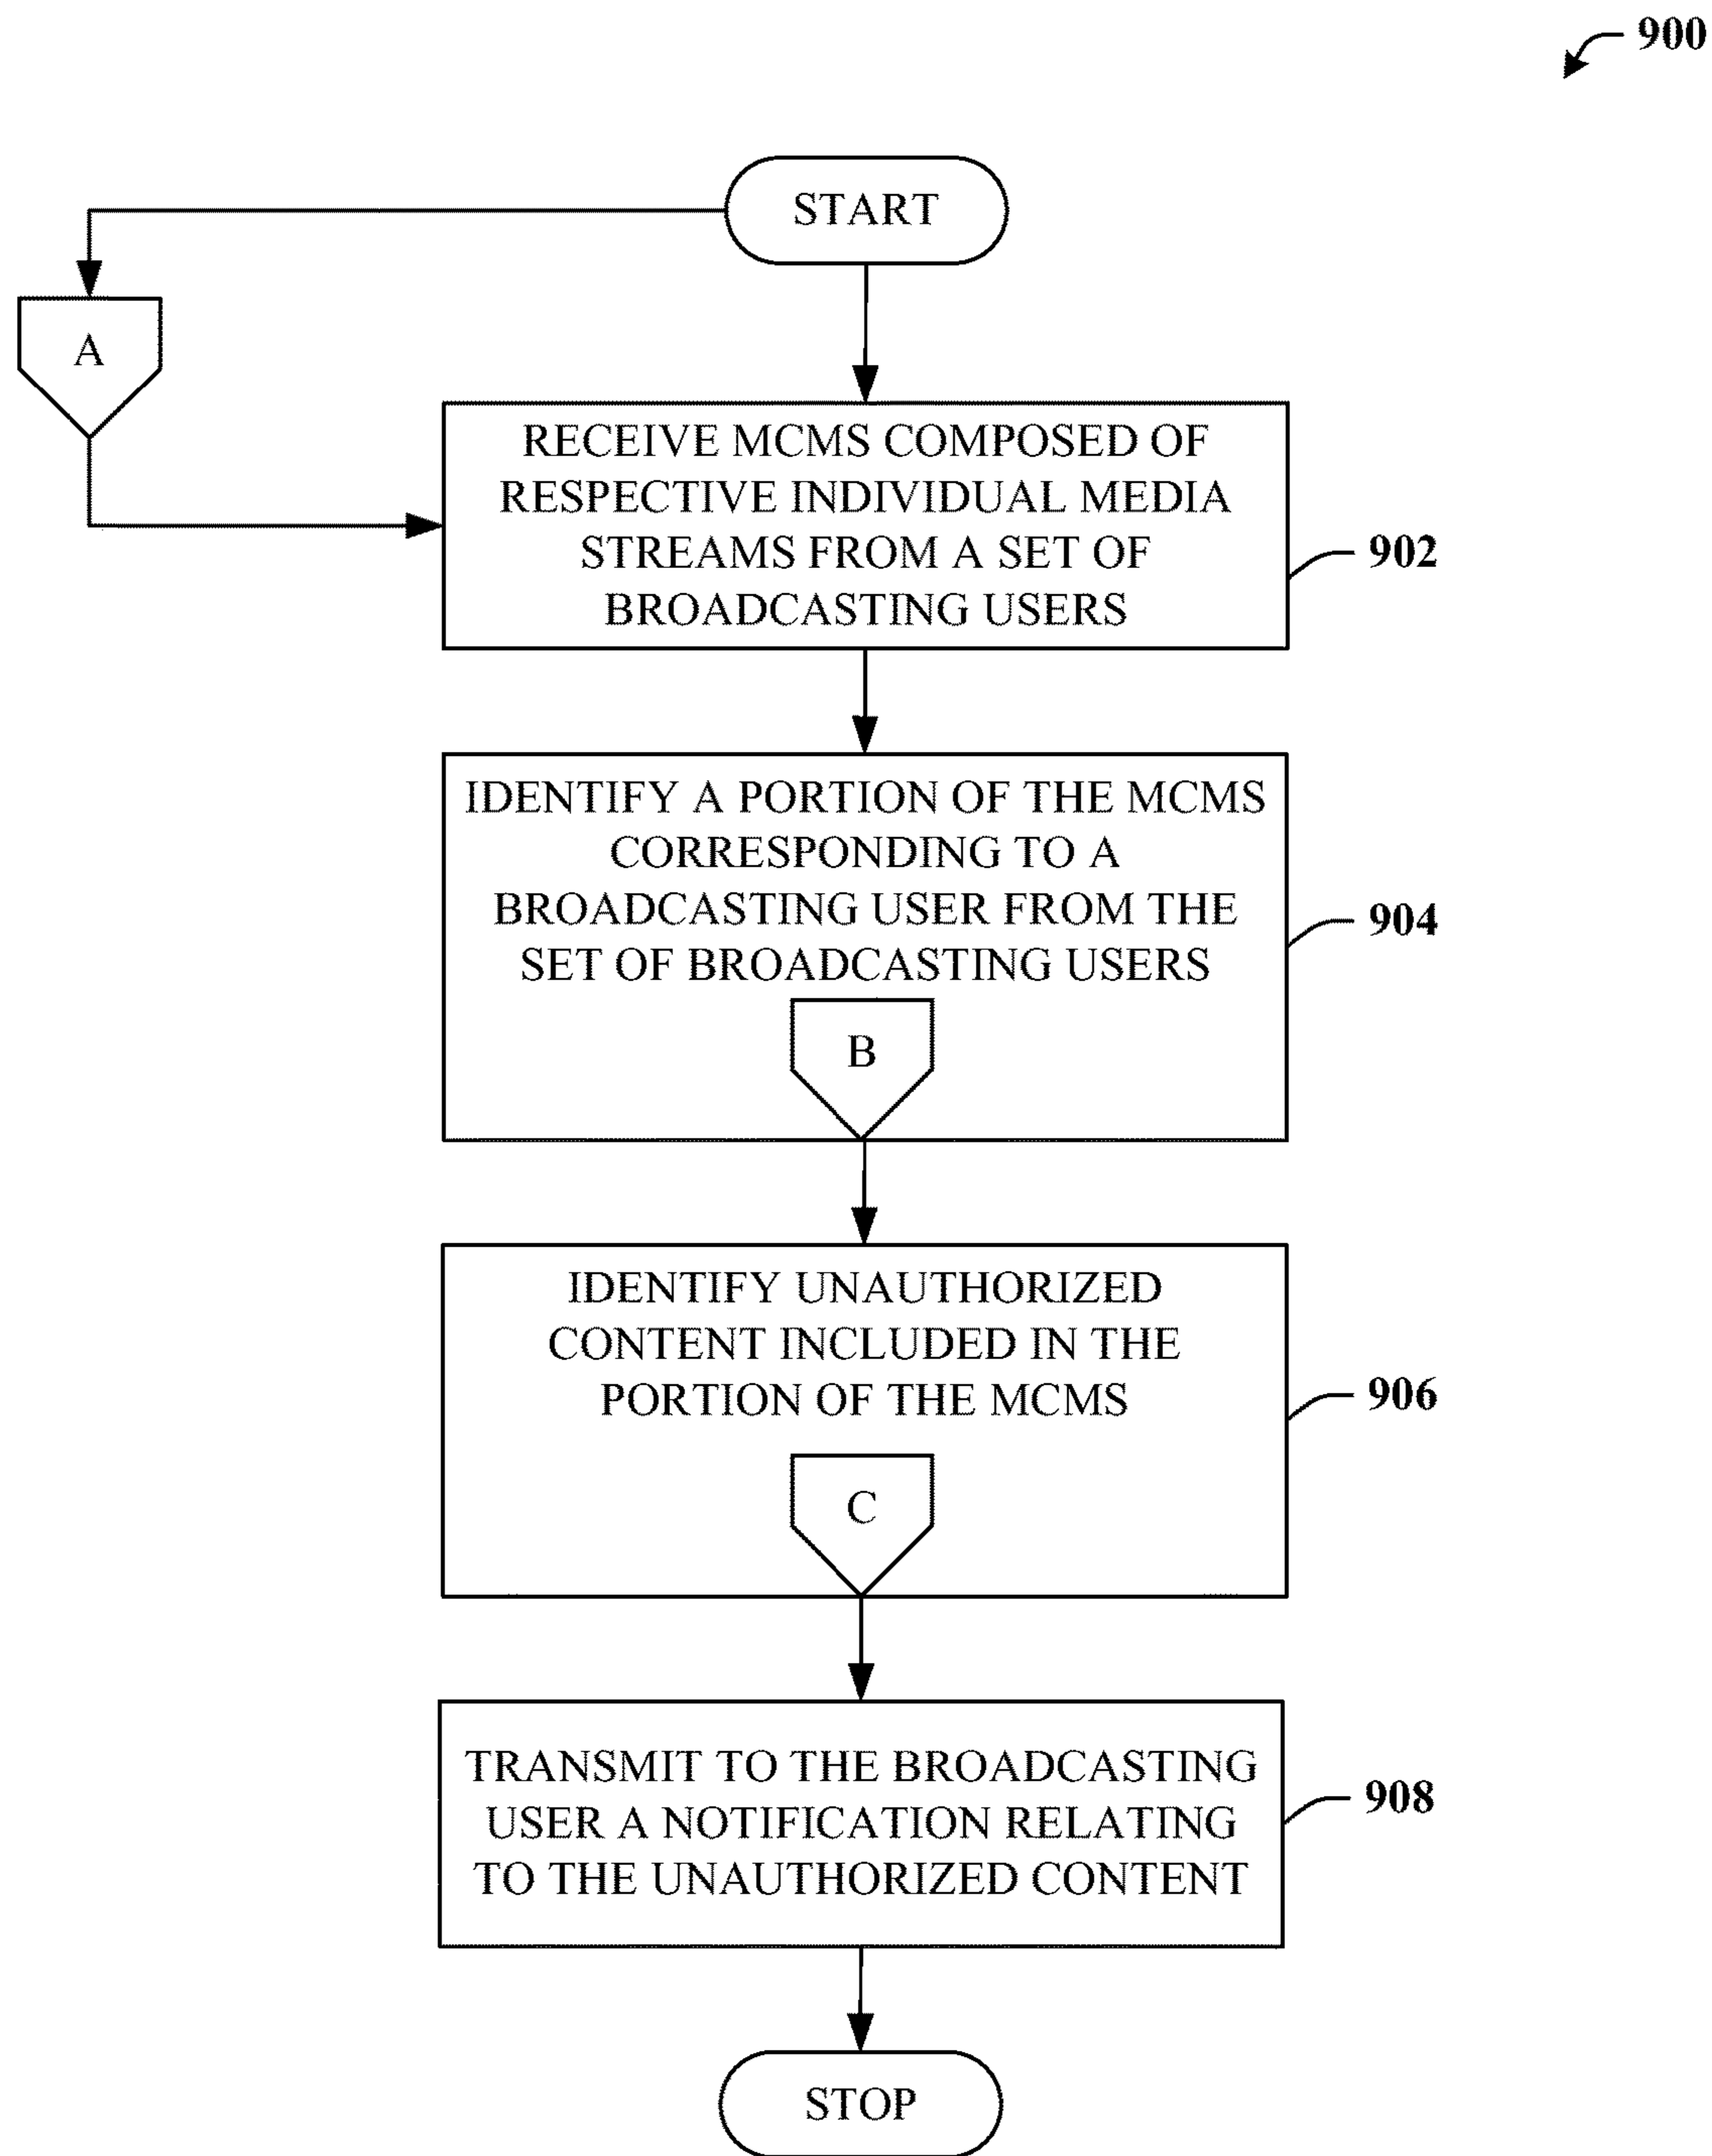 900
START
A
RECEIVE MCMS COMPOSED OF
RESPECTIVE INDIVIDUAL MEDIA
STREAMS FROM A SET OF
BROADCASTING USERS
902
IDENTIFY A PORTION OF THE MCMS
CORRESPONDING TO A
BROADCASTING USER FROM THE
SET OF BROADCASTING USERS
904
B
IDENTIFY UNAUTHORIZED
CONTENT INCLUDED IN THE
PORTION OF THE MCMS
906
C
TRANSMIT TO THE BROADCASTING
USER A NOTIFICATION RELATING
TO THE UNAUTHORIZED CONTENT
908
STOP